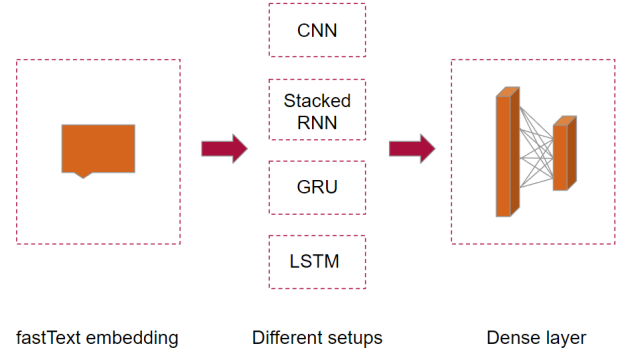 CNN
Stacked
RNN
GRU
LSTM
fastText embedding
Different setups
Dense layer